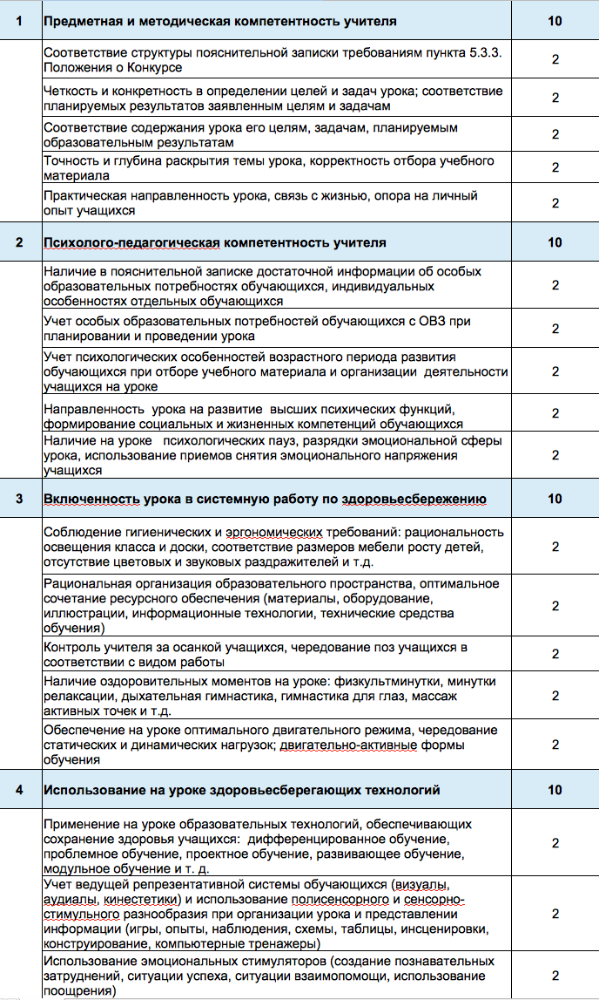 1 Предметная и методическая компетентность учителя 10
Соответствие структуры пояснительной записки требованиям пункта 5.3.3.
Положения о Конкурсе
2
Четкость и конкретность в определении целей и задач урока; соответствие
планируемых результатов заявленным целям и задачам
2
Соответствие содержания урока его целям, задачам, планируемым
образовательным результатам
2
Точность и глубина раскрытия темы урока, корректность отбора учебного
материала
2
Практическая направленность урока, связь с жизнью, опора на личный
опыт учащихся
2
2 Психолого-педагогическая компетентность учителя 10
Наличие в пояснительной записке достаточной информации об особых
образовательных потребностях обучающихся, индивидуальных
особенностях отдельных обучающихся
2
Учет особых образовательных потребностей обучающихся с ОВЗ при
планировании и проведении урока
2
Учет психологических особенностей возрастного периода развития
обучающихся при отборе учебного материала и организации деятельности
учащихся на уроке
2
Направленность урока на развитие высших психических функций,
формирование социальных и жизненных компетенций обучающихся
2
Наличие на уроке психологических пауз, разрядки эмоциональной сферы
урока, использование приемов снятия эмоционального напряжения
учащихся
2
3 Включенность урока в системную работу по здоровьесбережению 10
Соблюдение гигиенических и эргономических требований: рациональность
освещения класса и доски, соответствие размеров мебели росту детей,
отсутствие цветовых и звуковых раздражителей и т.д.
2
Рациональная организация образовательного пространства, оптимальное
сочетание ресурсного обеспечения (материалы, оборудование,
иллюстрации, информационные технологии, технические средства
обучения)
2
Контроль учителя за осанкой учащихся, чередование поз учащихся в
соответствии с видом работы
2
Наличие оздоровительных моментов на уроке: физкультминутки, минутки
релаксации, дыхательная гимнастика, гимнастика для глаз, массаж
активных точек и т.д.
2
Обеспечение на уроке оптимального двигательного режима, чередование
статических и динамических нагрузок; двигательно-активные формы
обучения
2
4 Использование на уроке здоровьесберегающих технологий 10
Применение на уроке образовательных технологий, обеспечивающих
сохранение здоровья учащихся: дифференцированное обучение,
проблемное обучение, проектное обучение, развивающее обучение,
модульное обучение и т. д.
2
Учет ведущей репрезентативной системы обучающихся (визуалы,
аудиалы, кинестетики) и использование полисенсорного и сенсорно-
стимульного разнообразия при организации урока и представлении
информации (игры, опыты, наблюдения, схемы, таблицы, инсценировки,
конструирование, компьютерные тренажеры)
2
Использование эмоциональных стимуляторов (создание познавательных
затруднений, ситуации успеха, ситуации взаимопомощи, использование
поощрения)
2